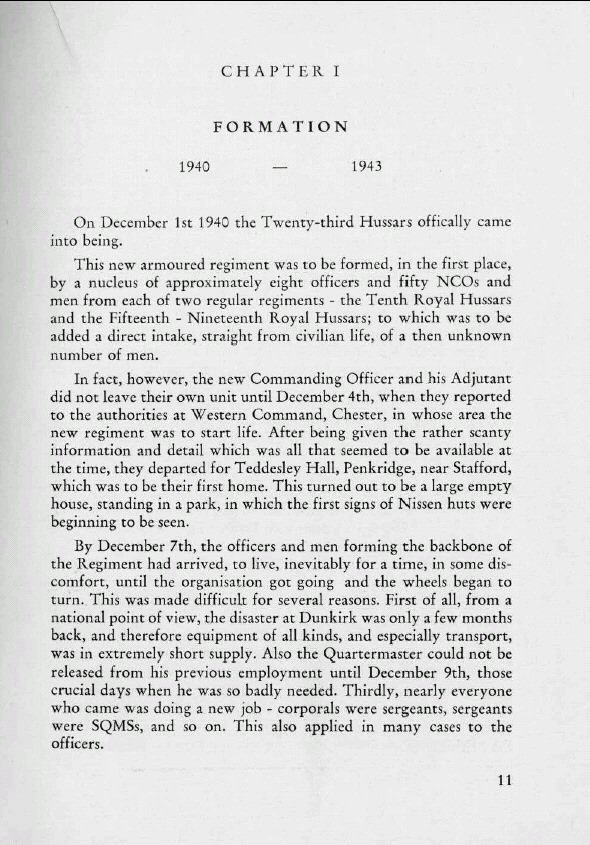 CHAPTER I
FORMATION
1940 — 1943
On December 1st 1940 the Twenty-third Hussars offically came
into being.
This new armoured regiment was to be formed, in the first place,
by a nucleus of approximately eight officers and fifty NCOs and
men from each of two regular regiments - the Tenth Royal Hussars
and the Fifteenth - Nineteenth Royal Hussars; to which was to be
added a direct intake, straight from civilian life, of a then unknown
number of men.
In fact, however, the new Commanding Officer and his Adjutant
did not leave their own unit until December 4th, when they reported
to the authorities at Western Command, Chester, in whose area the
new regiment was to start life. After being given the rather scanty
information and detail which was all that seemed to be available at
the time, they departed for Teddesley Hall, Penkridge, near Stafford,
which was to be their first home. This turned out to be a large empty
house, standing in a park, in which the first signs of Nissen huts were
beginning to be seen.
By December 7th, the officers and men forming the backbone of
the Regiment had arrived, to live, inevitably for a time, in some dis-
comfort, until the organisation got going and the wheels began to
turn. This was made difficult for several reasons. First of all, from a
national point of view, the disaster at Dunkirk was only a few months
back, and therefore equipment of all kinds, and especially transport,
was in extremely short supply. Also the Quartermaster could not be
released from his previous employment until December 9th, those
crucial days when he was so badly needed. Thirdly, nearly everyone
who came was doing a new job - corporals were sergeants, sergeants
were SQMSs, and so on. This also applied in many cases to the
officers.
11